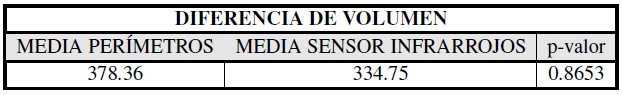 DIFERENCIA DE VOLUMEN
MEDIA PERÍMETROS MEDIA SENSOR INFRARROJOS p-valor
378.36 334.75 0.8653